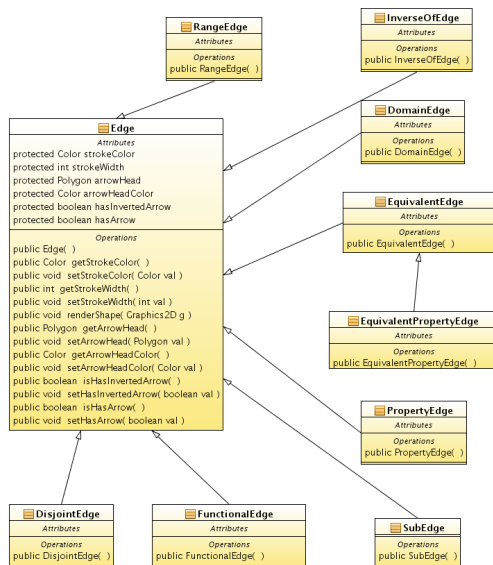 RangeEdge
Attributes
Operations
public RangeEdge( )
InverseOfEdge
Attributes
Operations
public InverseOfEdge( )
DomainEdge
Attributes
Operations
public DomainEdge( )
Edge
Attributes
protected Color strokeColor
protected int strokeWidth
protected Polygon arrowHead
protected Color arrowHeadColor
protected boolean hasInvertedArrow
protected boolean hasArrow
Operations
public Edge( )
public Color getStrokeColor( )
public void setStrokeColor( Color val )
public int getStrokeWidth( )
public void setStrokeWidth( int val )
public void renderShape( Graphics2D g )
public Polygon getArrowHead( )
public void setArrowHead( Polygon val )
public Color getArrowHeadColor( )
public void setArrowHeadColor( Color val )
public boolean isHasInvertedArrow( )
public void setHasInvertedArrow( boolean val )
public boolean isHasArrow( )
public void setHasArrow( boolean val )
EquivalentEdge
Attributes
Operations
public EquivalentEdge( )
EquivalentPropertyEdge
Attributes
Operations
public EquivalentPropertyEdge( )
PropertyEdge
Attributes
Operations
public PropertyEdge( )
DisjointEdge
Attributes
Operations
public DisjointEdge( )
FunctionalEdge
Attributes
Operations
public FunctionalEdge( )
SubEdge
Attributes
Operations
public SubEdge( )